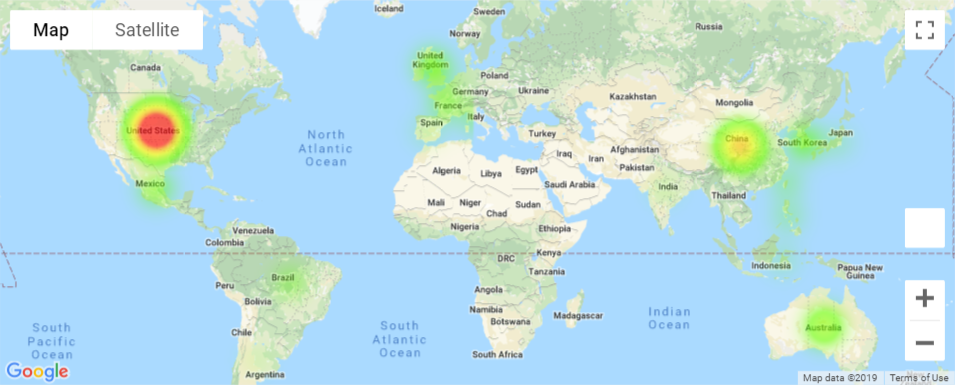 Map
Satellite
Iceland
Sweden
Norway
Russia
Canada
United
Kingdom
Poland
Germany
Ukraine
France
Kazakhstan
Mongolia
Spain
Italy
United States
North
Atlantic
Ocean
Turkey
China
Japan
South Korea
Iraq
Iran
Afghanistan
Pakistan
Algeria
Libya
Egypt
Saudi Arabia
India
Thailand
Mexico
Mali
Niger
Chad
Sudan
Nigeria
Ethiopia
Venezuela
Colombia
DRC
Kenya
Tanzania
Indonesia
Papua New
Guinea
Brazil
Peru
Bolivia
Angola
Namibia
Botswana
Madagascar
Indian
Ocean
Australia
South
Pacific
Ocean
Chile
South
Atlantic
Ocean
South Africa
Argentina
Google
Map data ©2019
Terms of Use